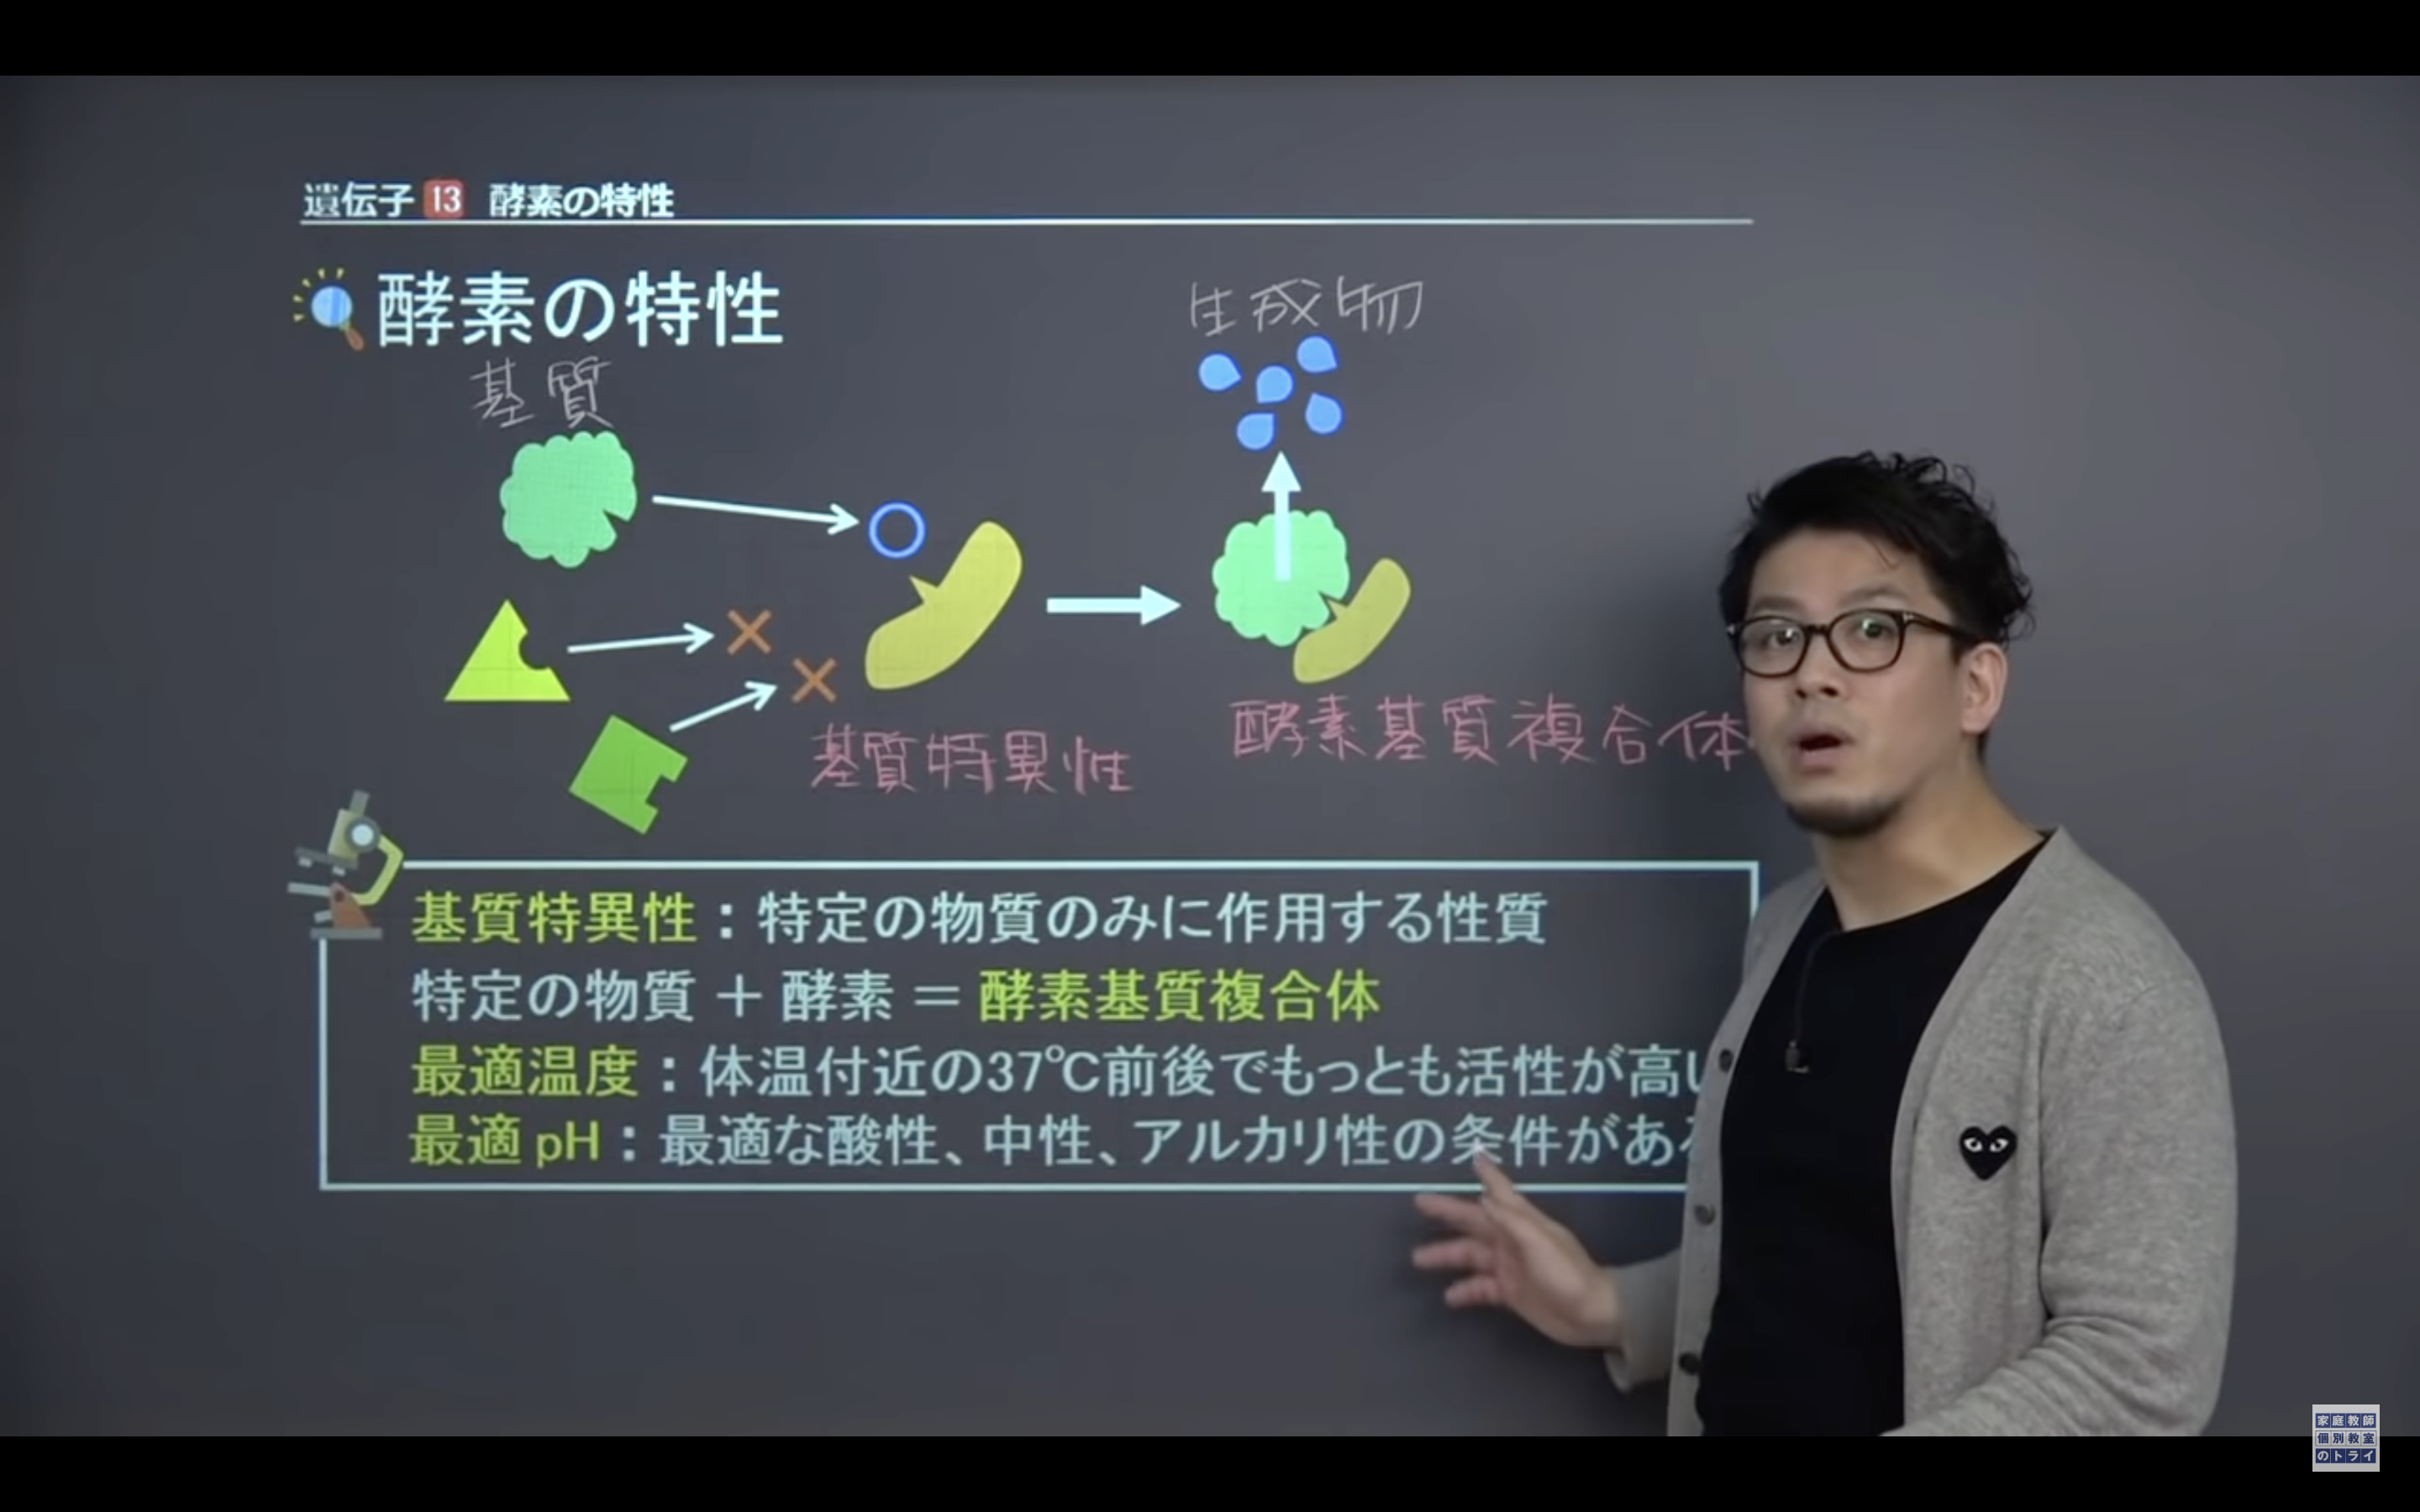 遺伝子 13 酵素の特性
酵素の特性
基質
生成物
基質特異性
酵素基質複合体
基質特異性：特定の物質のみに作用する性質
特定の物質 ＋ 酵素 ＝ 酵素基質複合体
最適温度：体温付近の37℃前後でもっとも活性が高い
最適 pH：最適な酸性、中性、アルカリ性の条件がある
家庭教師
個別教室
のトライ